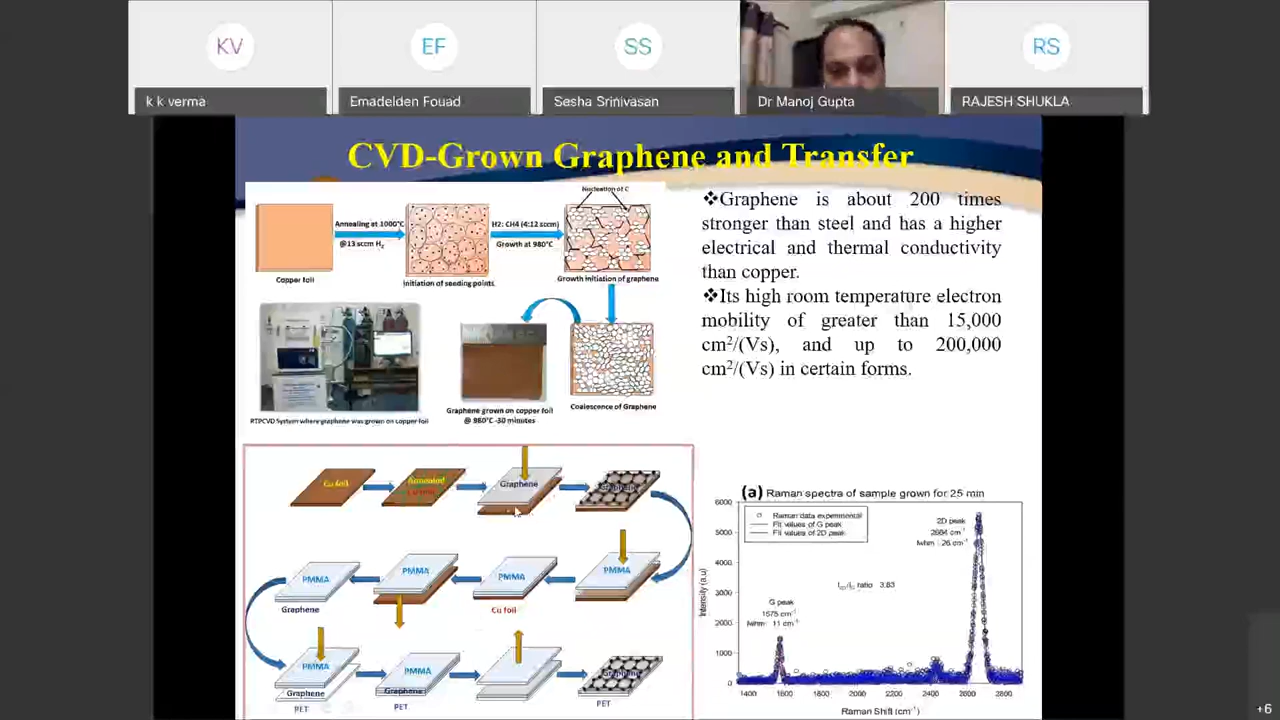 KV
EF
SS
RS
k k verma
Emadelden Fouad
Sesha Srinivasan
Dr Manoj Gupta
RAJESH SHUKLA
CVD-Grown Graphene and Transfer
Nucleation of C
Annealing at 1000°C
@13 sccm H2
H2: CH4 (4:12 sccm)
Growth at 980°C
Copper foil
Initiation of seeding points
Growth initiation of graphene
RTPCVD System where graphene was grown on copper foil
Graphene grown on copper foil
@ 980°C -30 minutes
Coalescence of Graphene
❖Graphene is about 200 times
stronger than steel and has a higher
electrical and thermal conductivity
than copper.
❖Its high room temperature electron
mobility of greater than 15,000
cm²/(Vs), and up to 200,000
cm²/(Vs) in certain forms.
Cu foil
Annealed
Graphene
Graphene
PMMA
PMMA
PMMA
PMMA
Graphene
Cu foil
PMMA
Graphene
PET
PMMA
Graphene
PET
Graphene
PET
(a) Raman spectra of sample grown for 25 min
Raman data experimental
Fit values of G peak
Fit values of 2D peak
2D peak
2684 cm-1
fwhm : 26 cm-1
I2D/IG ratio 3.83
G peak
1575 cm-1
fwhm: 11 cm-1
Intensity (a.u)
6000
5000
4000
3000
2000
1000
0
1400 1600 1800 2000 2200 2400 2600 2800
Raman Shift (cm-1)
+6